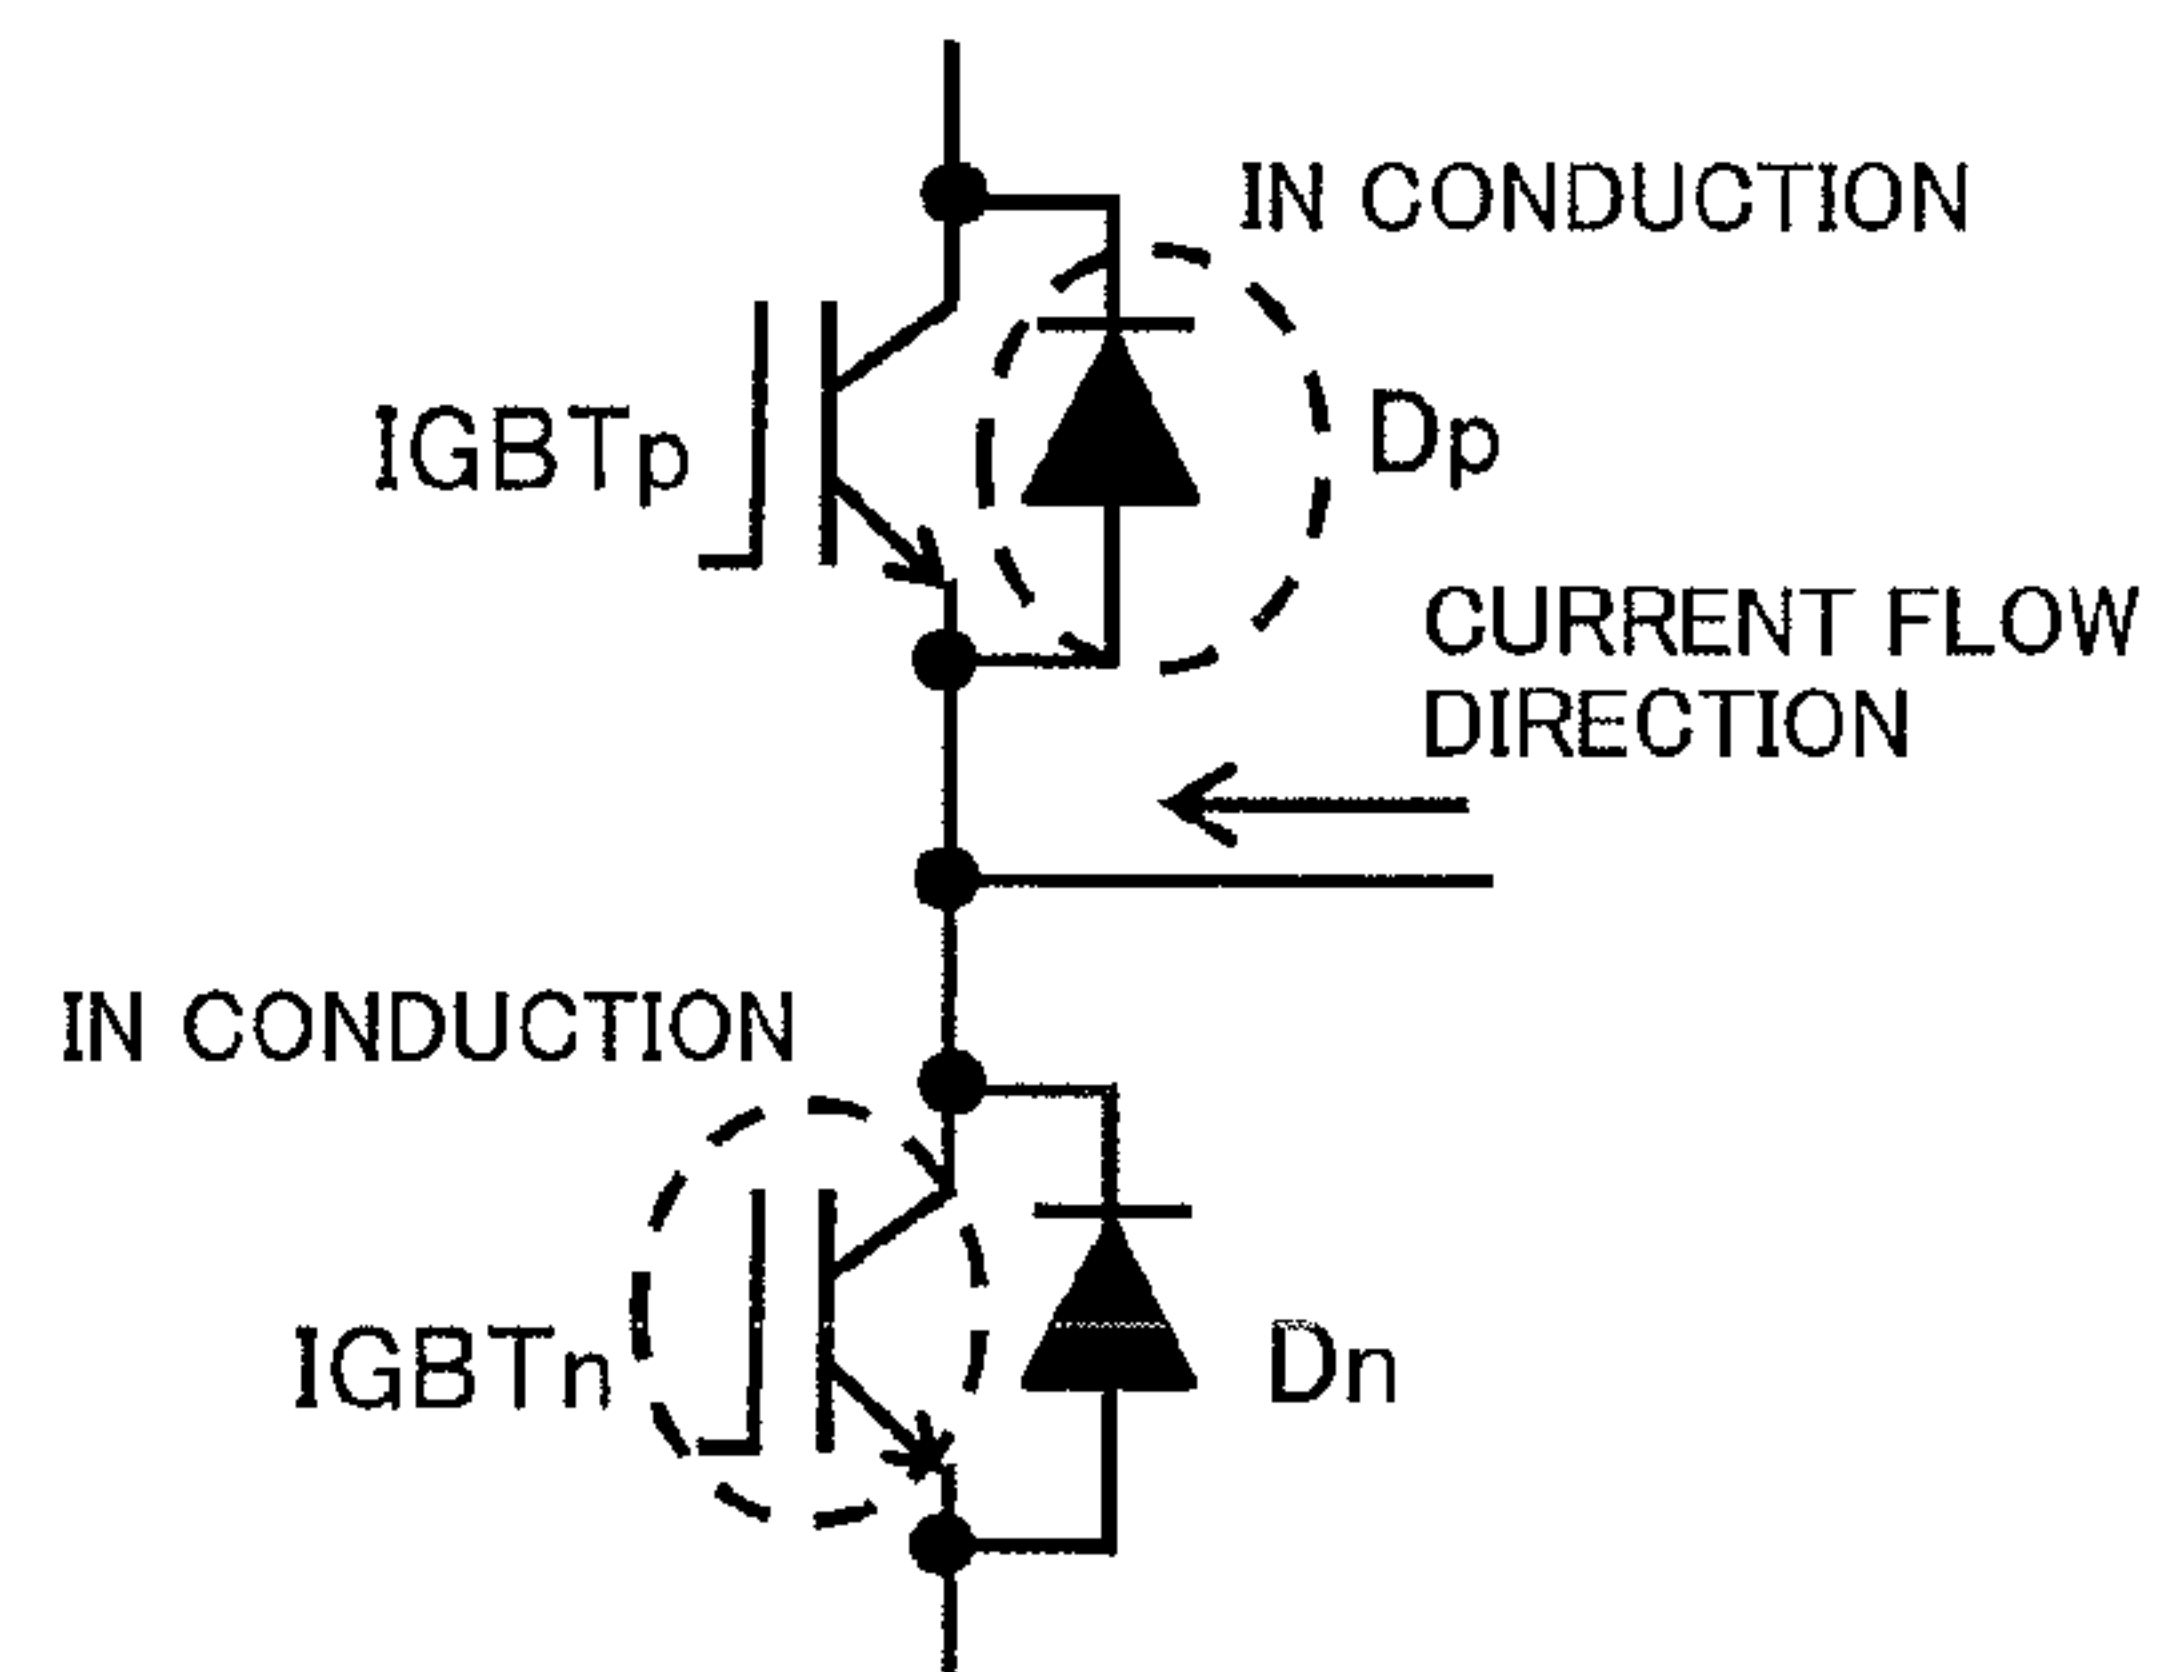 IN CONDUCTION
IGBTp
Dp
CURRENT FLOW
DIRECTION
IN CONDUCTION
IGBTn
Dn